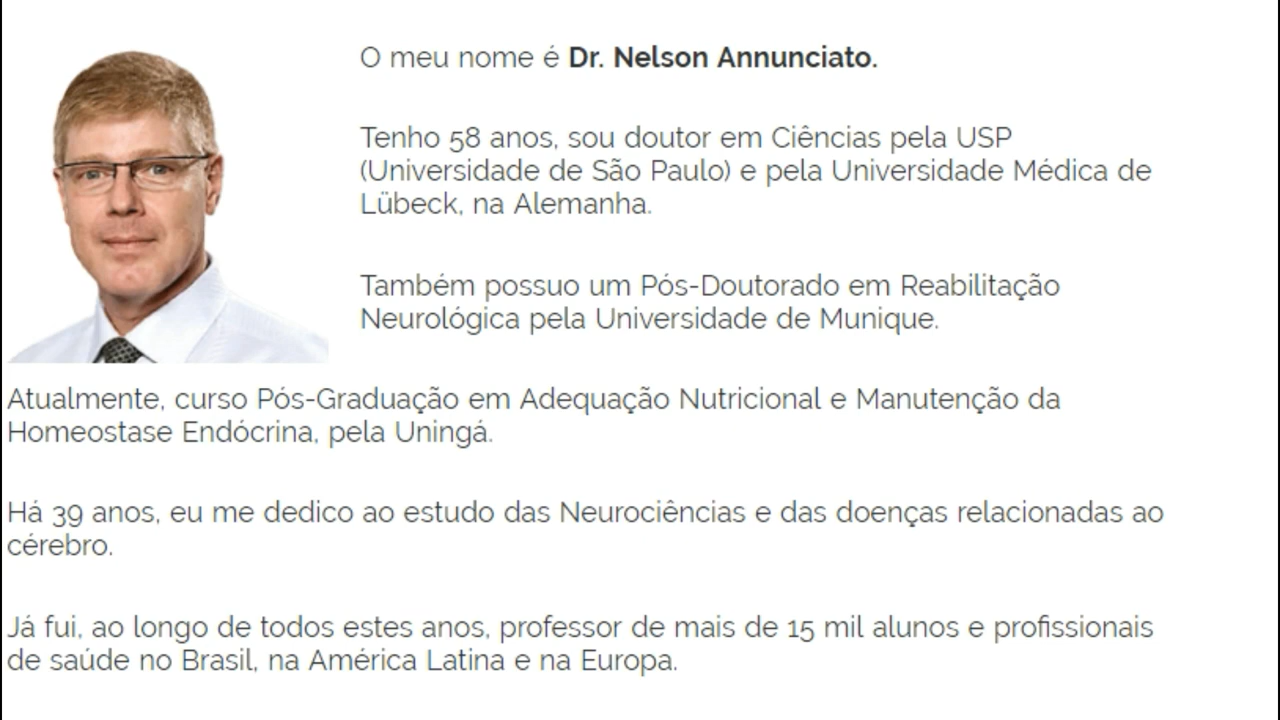 O meu nome é Dr. Nelson Annunciato.
Tenho 58 anos, sou doutor em Ciências pela USP
(Universidade de São Paulo) e pela Universidade Médica de
Lübeck, na Alemanha.
Também possuo um Pós-Doutorado em Reabilitação
Neurológica pela Universidade de Munique.
Atualmente, curso Pós-Graduação em Adequação Nutricional e Manutenção da
Homeostase Endócrina, pela Uningá.
Há 39 anos, eu me dedico ao estudo das Neurociências e das doenças relacionadas ao
cérebro.
Já fui, ao longo de todos estes anos, professor de mais de 15 mil alunos e profissionais
de saúde no Brasil, na América Latina e na Europa.